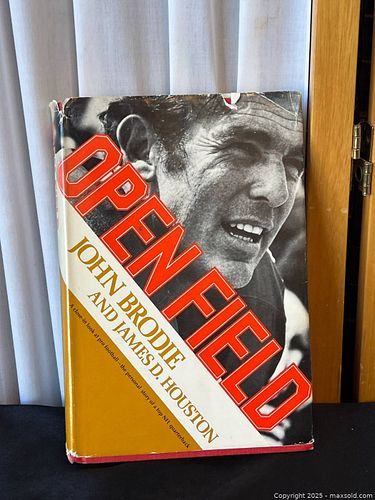 OPEN FIELD
JOHN BRODIE
AND JAMES D. HOUSTON
A close-in look at pro football—the personal story of a top NFL quarterback
Copyright 2025 - maxsold.com